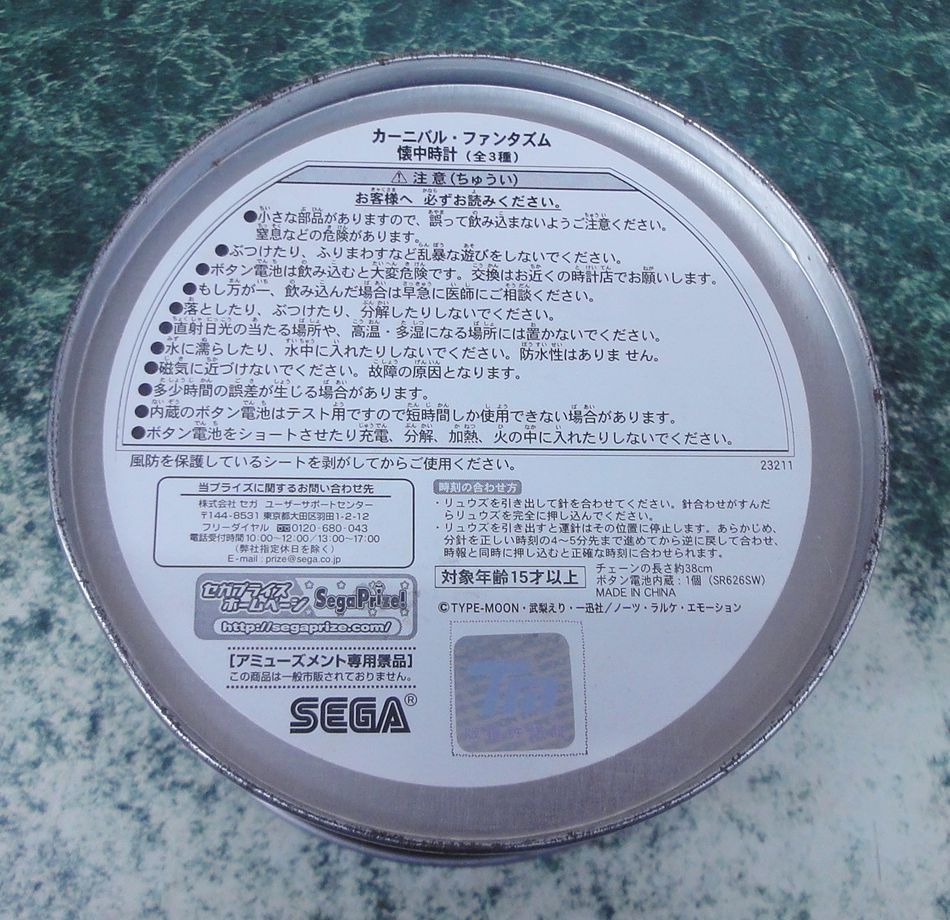 カーニバル・ファンタズム
懐中時計（全3種）
⚠ 注意(ちゅうい)
お客様へ 必ずお読みください。
●小さな部品がありますので、誤って飲み込まないようご注意ください。
窒息などの危険があります。
●ぶつけたり、ふりまわすなど乱暴な遊びをしないでください。
●ボタン電池は飲み込むと大変危険です。交換はお近くの時計店でお願いします。
●もし万が一、飲み込んだ場合は早急に医師にご相談ください。
●落としたり、ぶつけたり、分解したりしないでください。
●直射日光の当たる場所や、高温・多湿になる場所には置かないでください。
●水に濡らしたり、水中に入れたりしないでください。防水性はありま せん。
●磁気に近づけないでください。故障の原因となります。
●多少時間の誤差が生じる場合があります。
●内蔵のボタン電池はテスト用ですので短時間しか使用できない場合があります。
●ボタン電池をショートさせたり充電、分解、加熱、火の中に入れたりしないでください。
風防を保護しているシートを剥がしてからご使用ください。
23211
当プライズに関するお問い合わせ先
株式会社 セガ ユーザーサポートセンター
〒144-8531 東京都大田区羽田1-2-12
フリーダイヤル 0120-680-043
電話受付時間 10:00~12:00/13:00~17:00
(弊社指定休日を除く)
E-mail : prize@sega.co.jp
時刻の合わせ方
・リュウズを引き出して針を合わせてください。針合わせがすんだ
らリュウズを完全に押し込んでください。
・リュウズを引き出すと運針はその位置に停止します。あらかじめ、
分針を正しい時刻の4~5分先まで進めてから逆に戻して合わせ、
時報と同時に押し込むと正確な時刻に合わせられます。
対象年齢15才以上
チェーンの長さ約38cm
ボタン電池内蔵：1個（SR626SW）
MADE IN CHINA
©TYPE-MOON・武梨えり・一迅社/ノーツ・ラルケ・エモーション
セガプライズ
ホームページ
SegaPrize!
http://segaprize.com/
[アミューズメント専用景品]
この商品は一般市販されておりません。
SEGA®